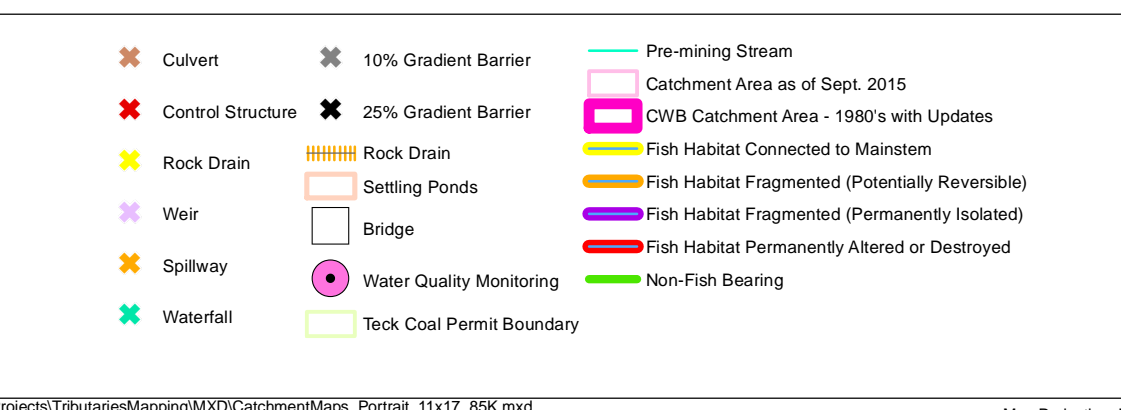 Culvert
Control Structure
Rock Drain
Weir
Spillway
Waterfall
10% Gradient Barrier
25% Gradient Barrier
Rock Drain
Settling Ponds
Bridge
Water Quality Monitoring
Teck Coal Permit Boundary
Pre-mining Stream
Catchment Area as of Sept. 2015
CWB Catchment Area - 1980's with Updates
Fish Habitat Connected to Mainstem
Fish Habitat Fragmented (Potentially Reversible)
Fish Habitat Fragmented (Permanently Isolated)
Fish Habitat Permanently Altered or Destroyed
Non-Fish Bearing
rojects\TributariesMapping\MXD\CatchmentMaps_Portrait_11x17_85K.mxd